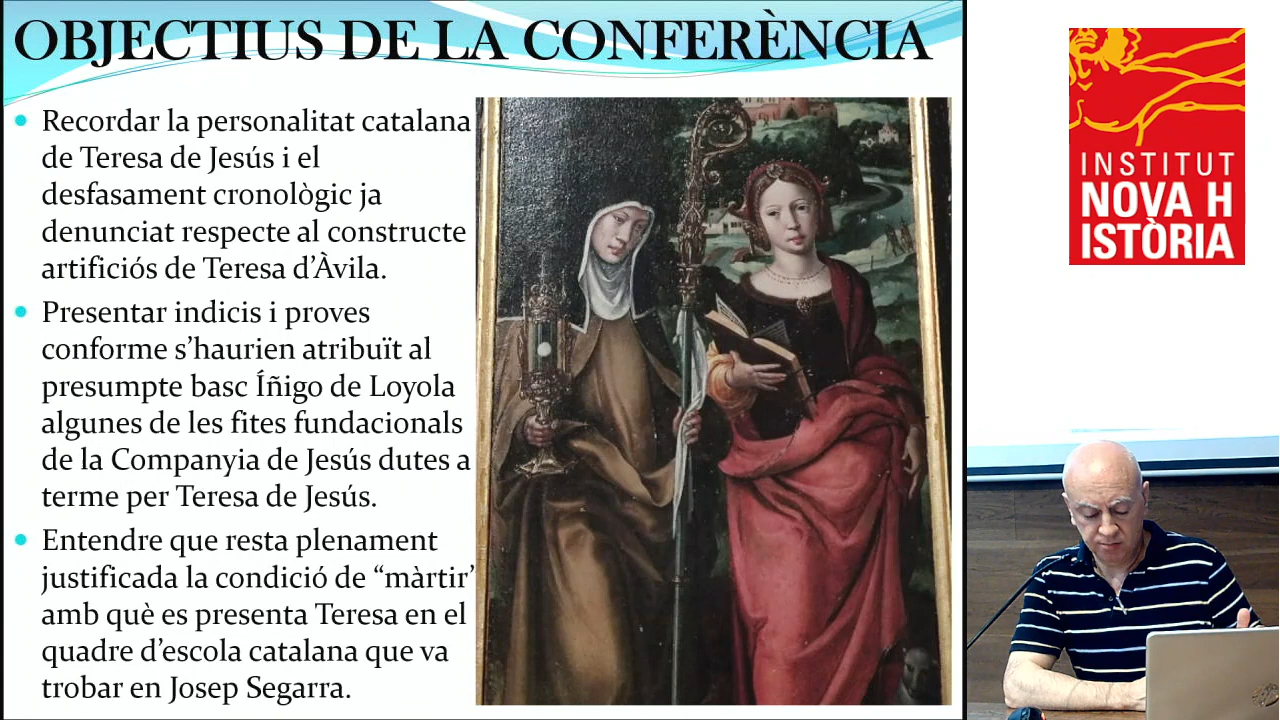 OBJECTIUS DE LA CONFERÈNCIA
Recordar la personalitat catalana
de Teresa de Jesús i el
desfasament cronològic ja
denunciat respecte al constructe
artificiós de Teresa d’Àvila.
Presentar indicis i proves
conforme s’haurien atribuït al
presumpte basc Íñigo de Loyola
algunes de les fites fundacionals
de la Companyia de Jesús dutes a
terme per Teresa de Jesús.
Entendre que resta plenament
justificada la condició de “màrtir”
amb què es presenta Teresa en el
quadre d’escola catalana que va
trobar en Josep Segarra.
INSTITUT
NOVA H
ISTÒRIA